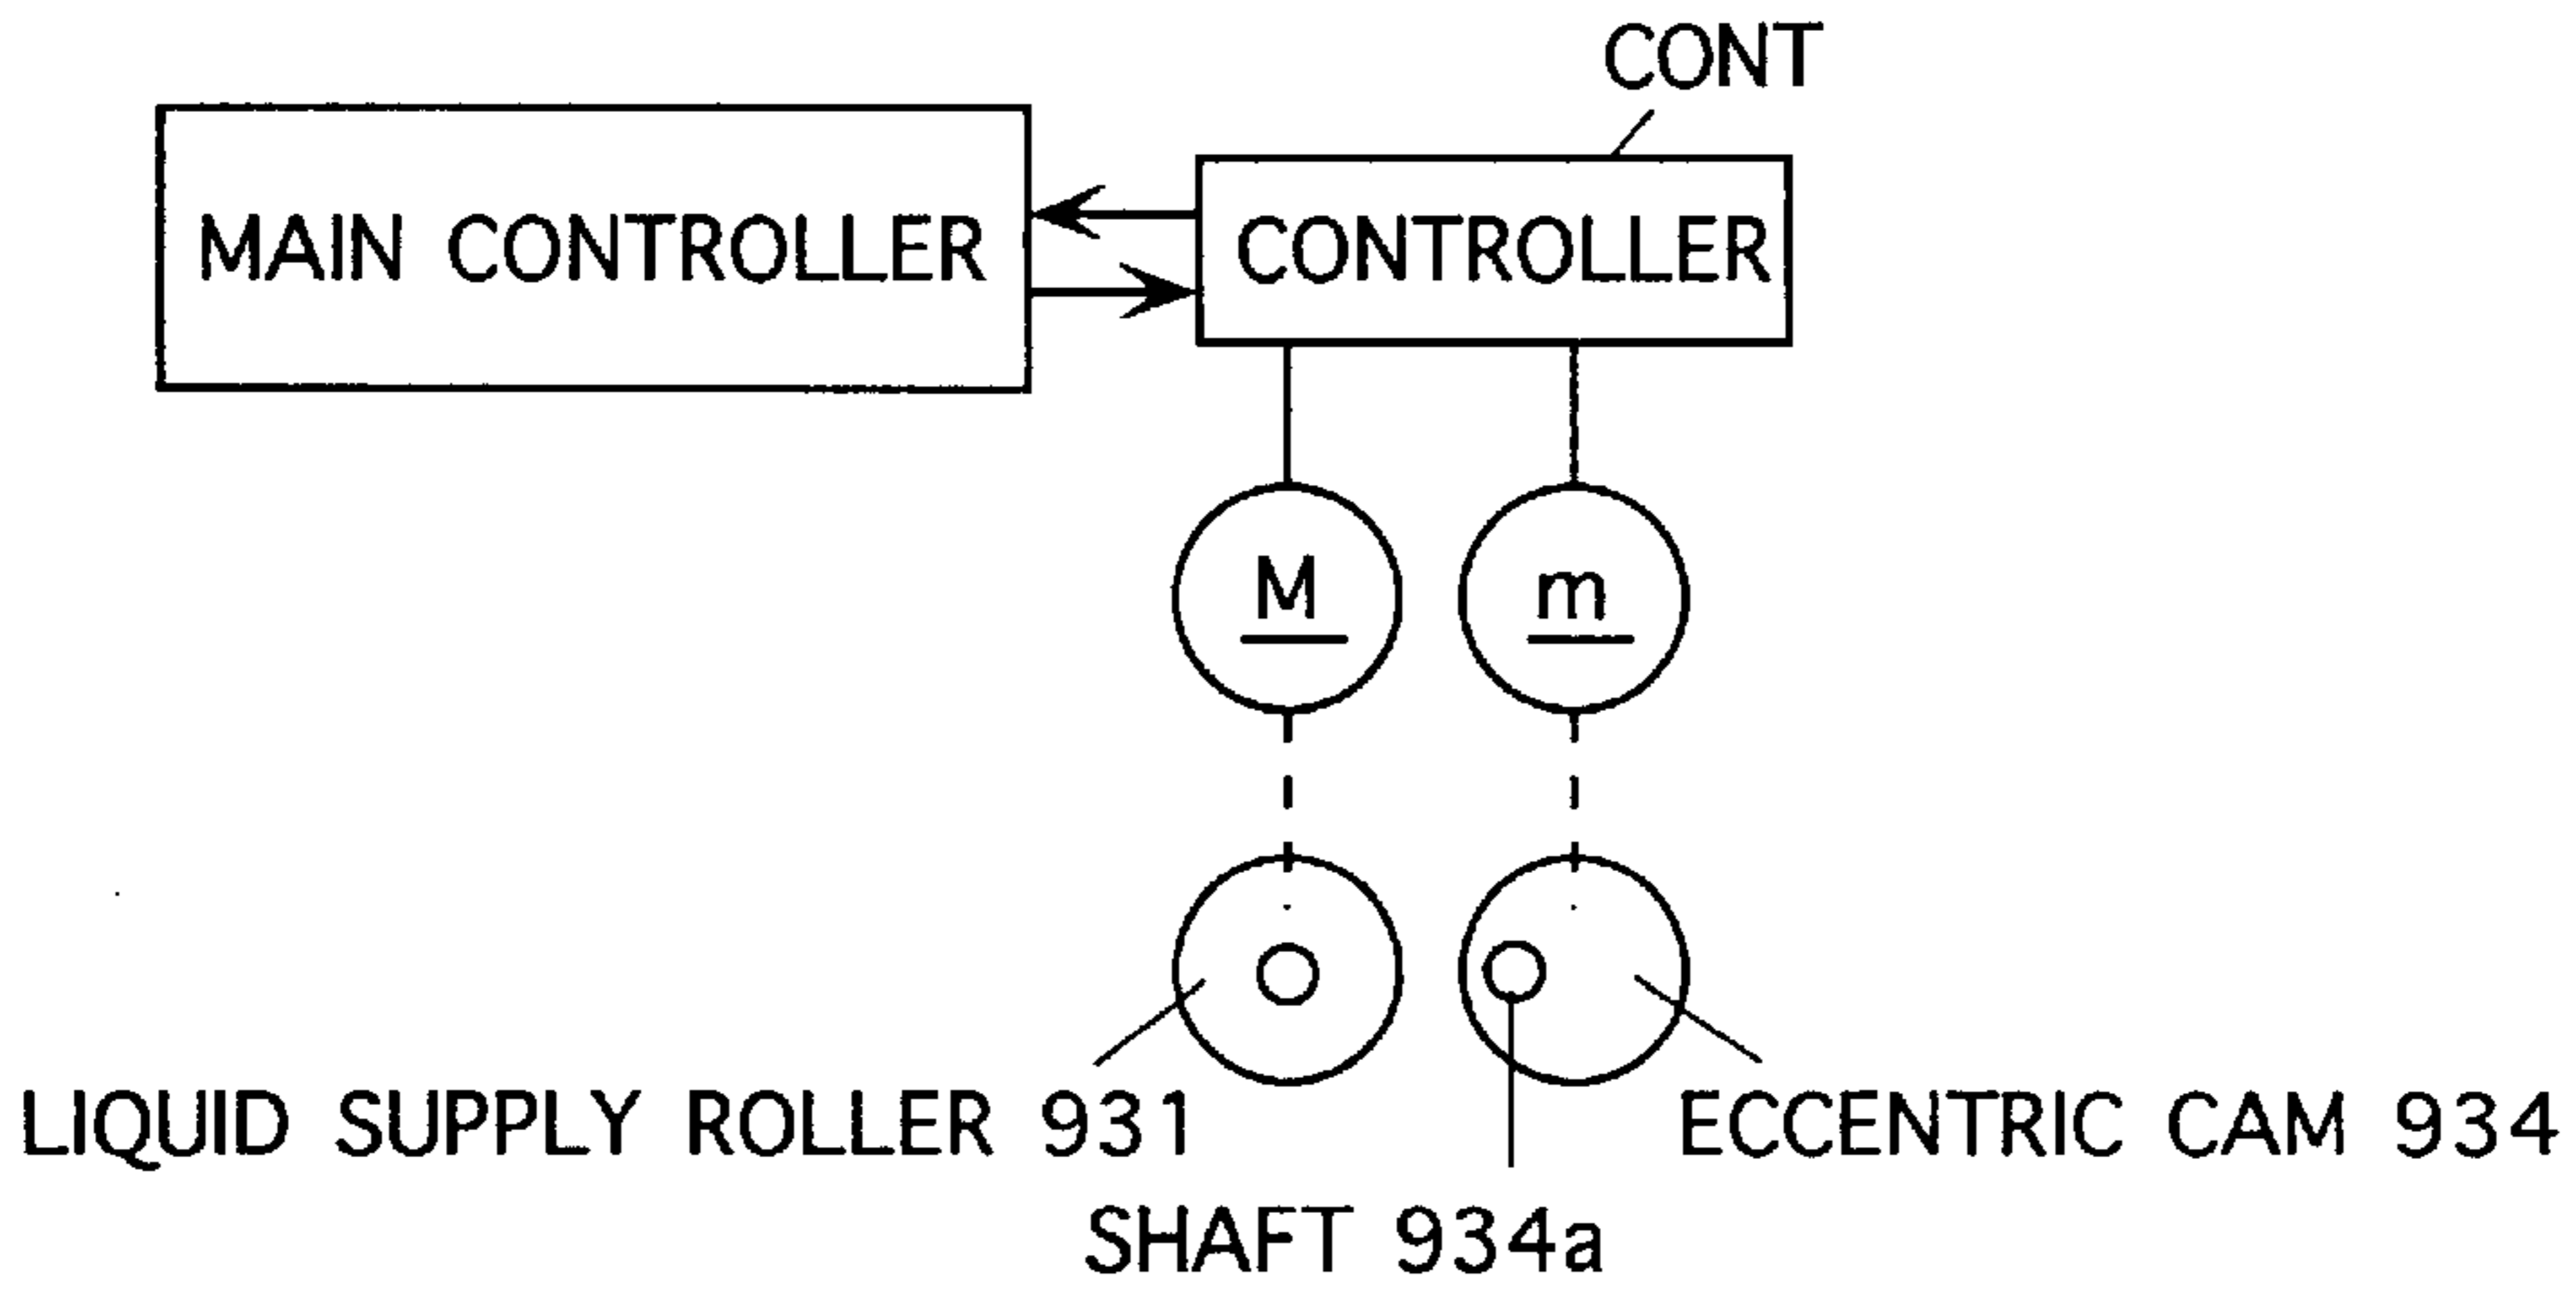 CONT
MAIN CONTROLLER
CONTROLLER
M
m
LIQUID SUPPLY ROLLER 931
ECCENTRIC CAM 934
SHAFT 934a